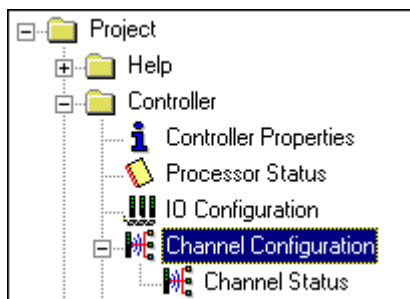 Project
Help
Controller
Controller Properties
Processor Status
IO Configuration
Channel Configuration
Channel Status